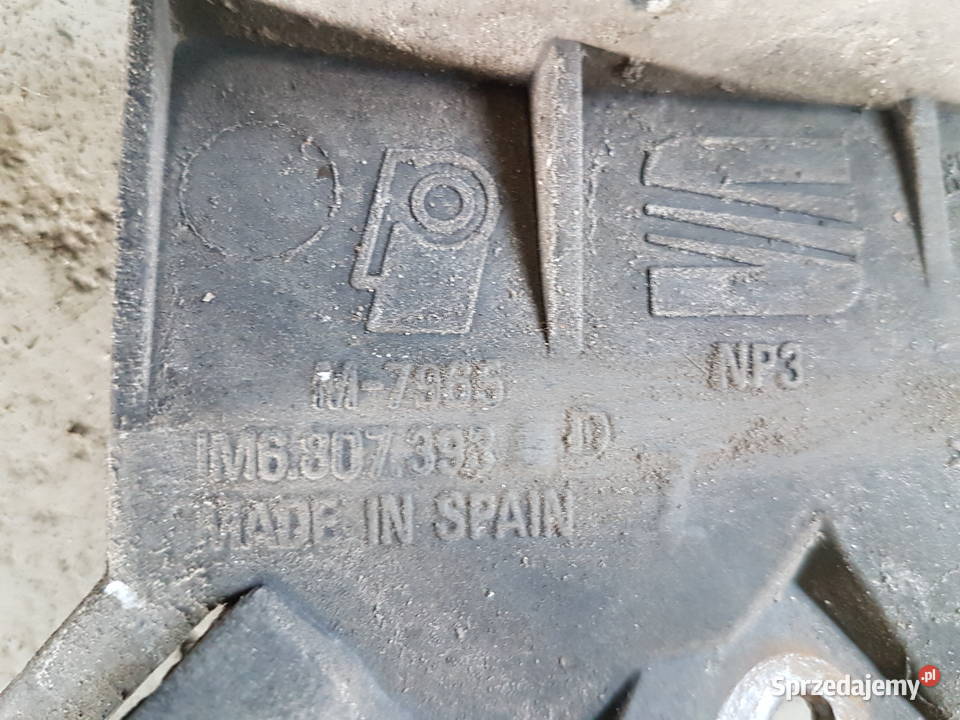 M-7965
NP3
1M6.807.393 D
MADE IN SPAIN
Sprzedajemy.pl